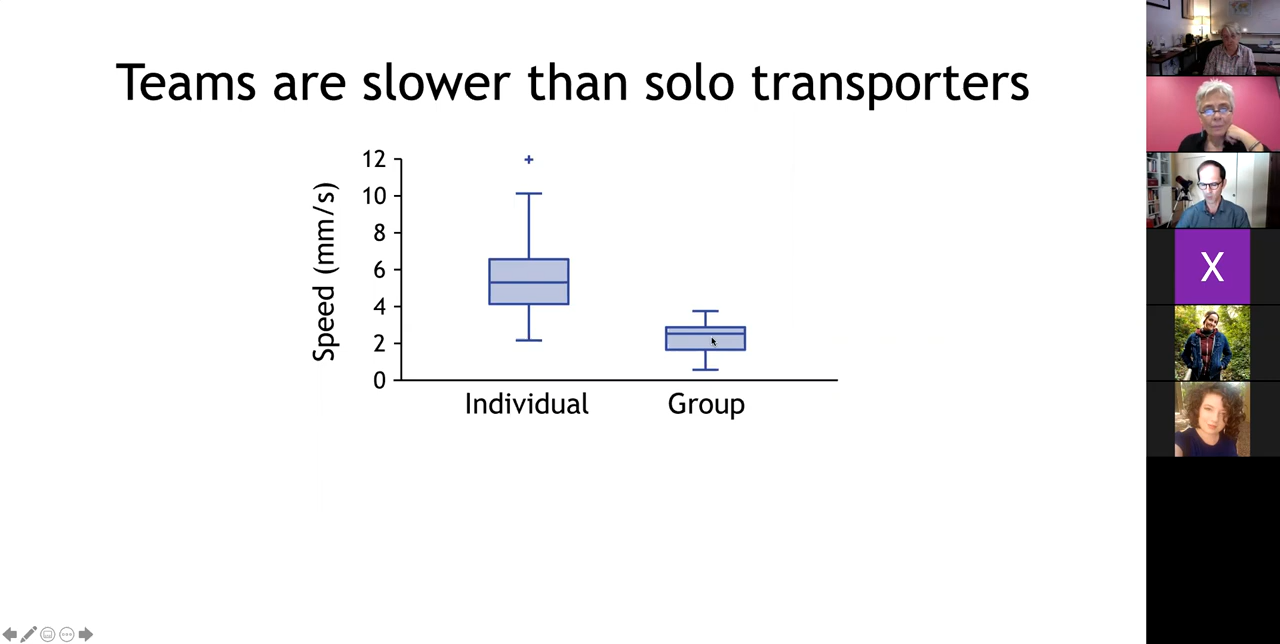 Teams are slower than solo transporters
12
10
8
6
4
2
0
Speed (mm/s)
Individual
Group
X